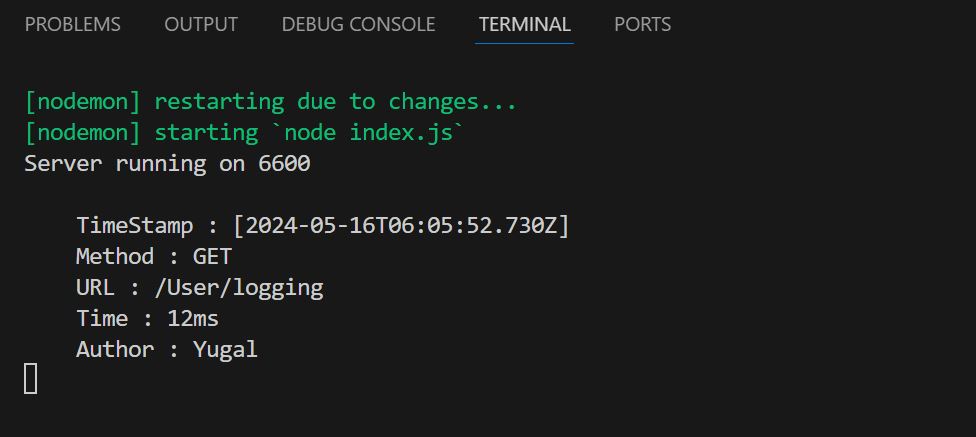 PROBLEMS OUTPUT DEBUG CONSOLE TERMINAL PORTS
[nodemon] restarting due to changes...
[nodemon] starting `node index.js`
Server running on 6600
TimeStamp : [2024-05-16T06:05:52.730Z]
Method : GET
URL : /User/logging
Time : 12ms
Author : Yugal